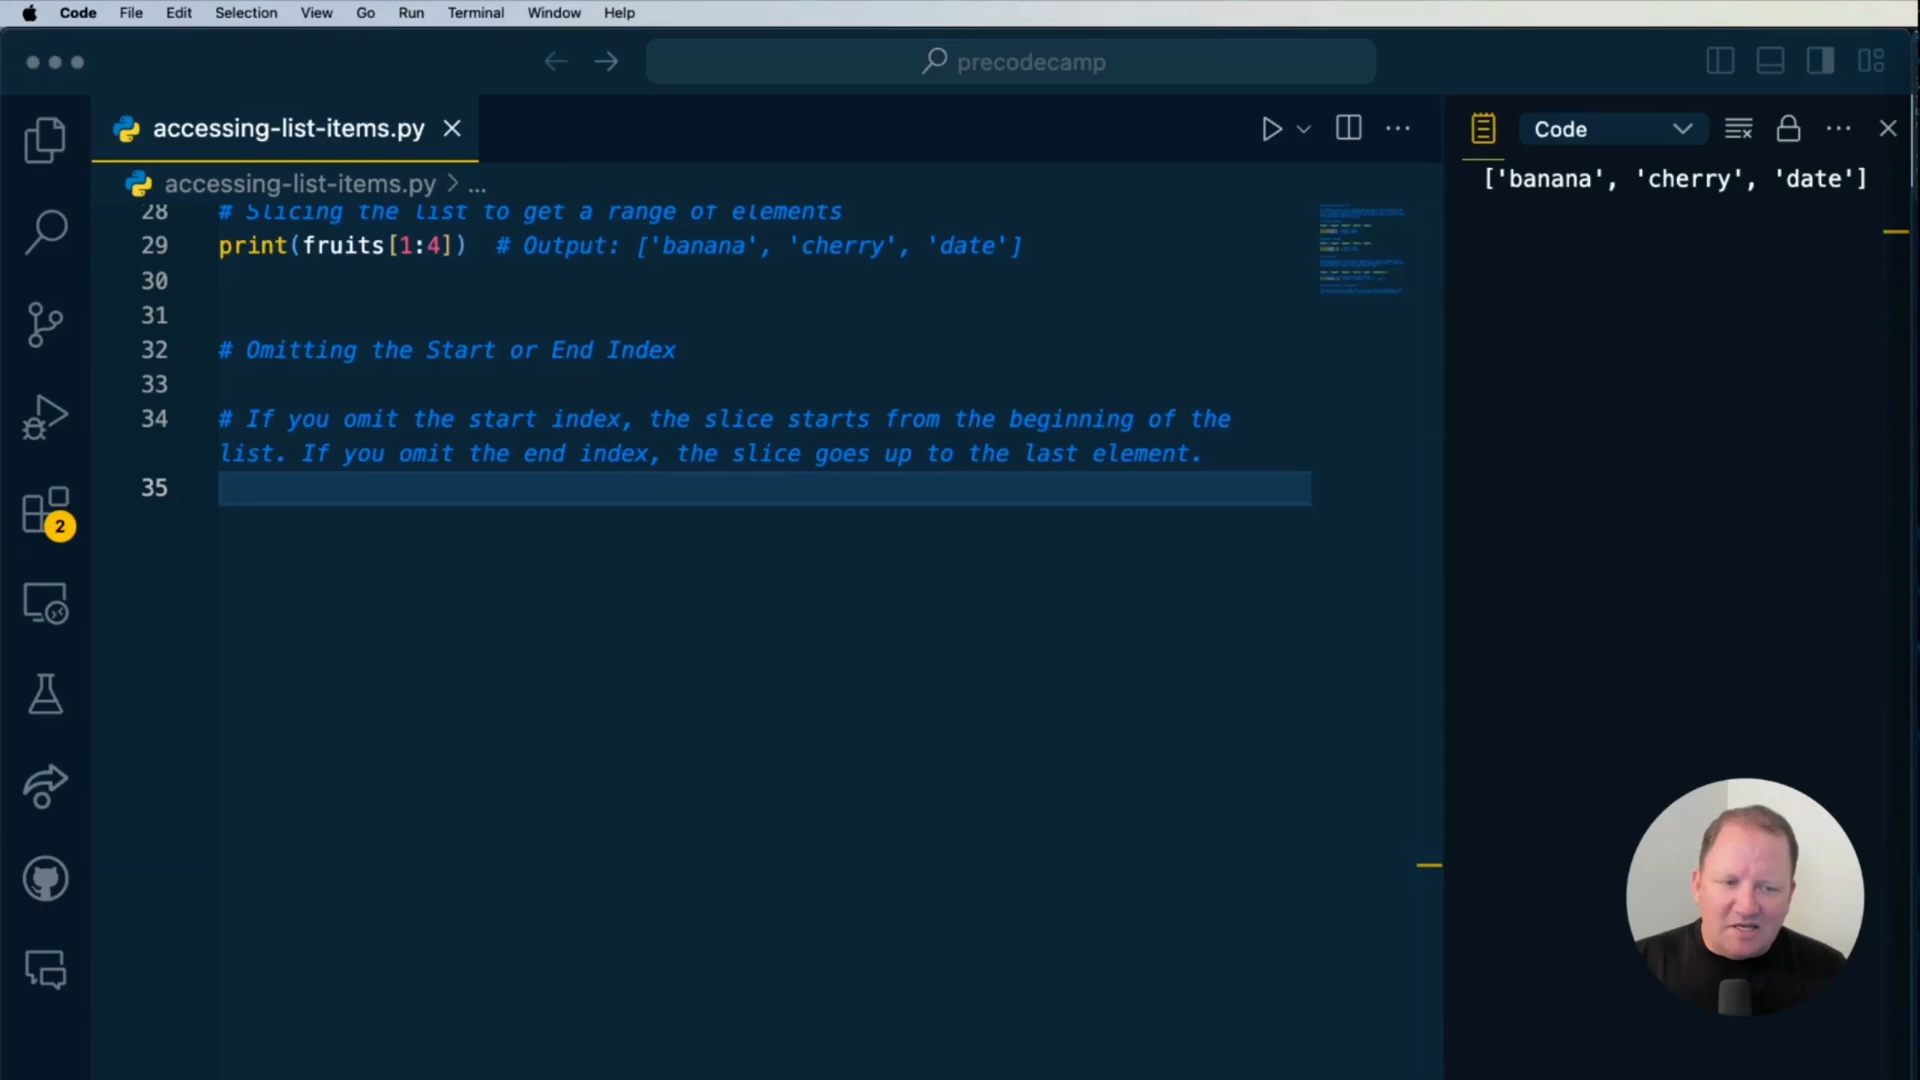 Code File Edit Selection View Go Run Terminal Window Help
precodecamp
accessing-list-items.py
Code
accessing-list-items.py > ...
['banana', 'cherry', 'date']
28 # Slicing the list to get a range of elements
29 print(fruits[1:4])  # Output: ['banana', 'cherry', 'date']
30
31
32 # Omitting the Start or End Index
33
34 # If you omit the start index, the slice starts from the beginning of the
list. If you omit the end index, the slice goes up to the last element.
35
2